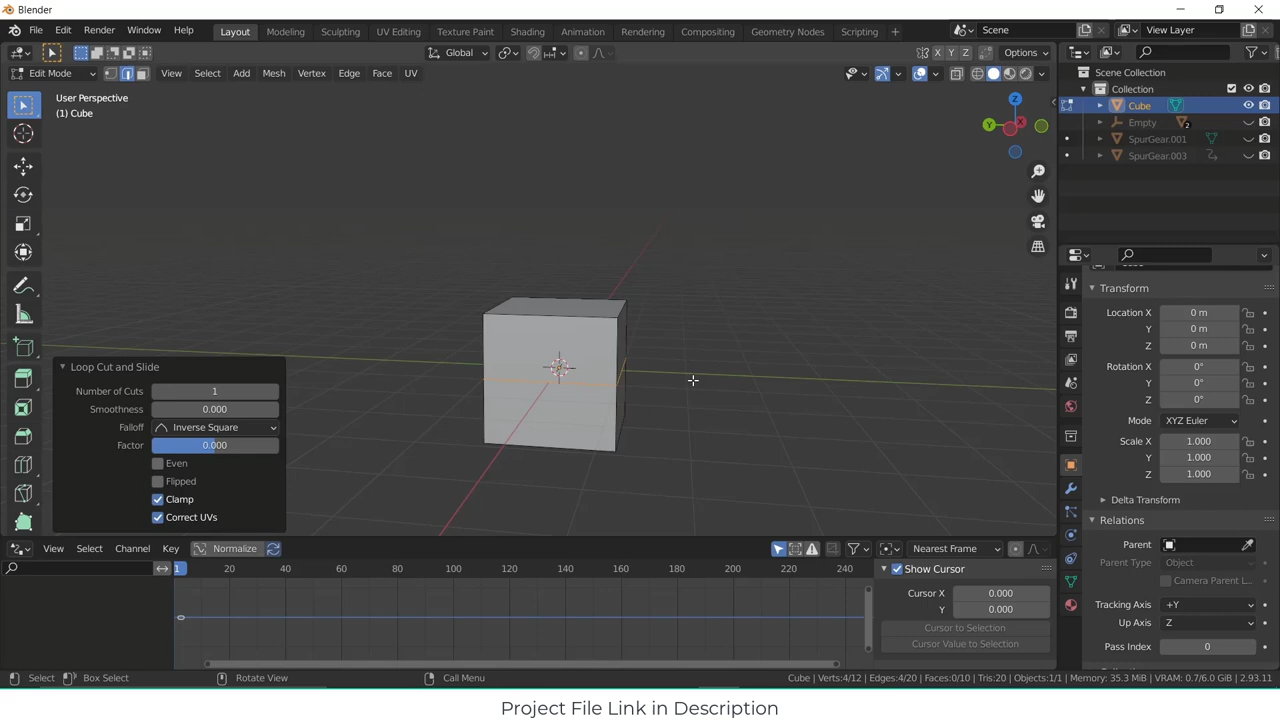 Blender
File Edit Render Window Help Layout Modeling Sculpting UV Editing Texture Paint Shading Animation Rendering Compositing Geometry Nodes Scripting + Scene View Layer
Global X Y Z Options
Edit Mode View Select Add Mesh Vertex Edge Face UV
User Perspective
(1) Cube
Z
Y
X
Loop Cut and Slide
Number of Cuts 1
Smoothness 0.000
Falloff Inverse Square
Factor 0.000
Even
Flipped
Clamp
Correct UVs
Scene Collection
Collection
Cube
Empty 2
SpurGear.001
SpurGear.003
Transform
Location X 0 m
Y 0 m
Z 0 m
Rotation X 0°
Y 0°
Z 0°
Mode XYZ Euler
Scale X 1.000
Y 1.000
Z 1.000
Delta Transform
Relations
Parent
Parent Type Object
Camera Parent L...
Tracking Axis +Y
Up Axis Z
Pass Index 0
View Select Channel Key Normalize Nearest Frame
1 20 40 60 80 100 120 140 160 180 200 220 240
Show Cursor
Cursor X 0.000
Y 0.000
Cursor to Selection
Cursor Value to Selection
Select Box Select Rotate View Call Menu Cube | Verts:4/12 | Edges:4/20 | Faces:0/10 | Tris:20 | Objects:1/1 | Memory: 35.3 MiB | VRAM: 0.7/6.0 GiB | 2.93.11
Project File Link in Description